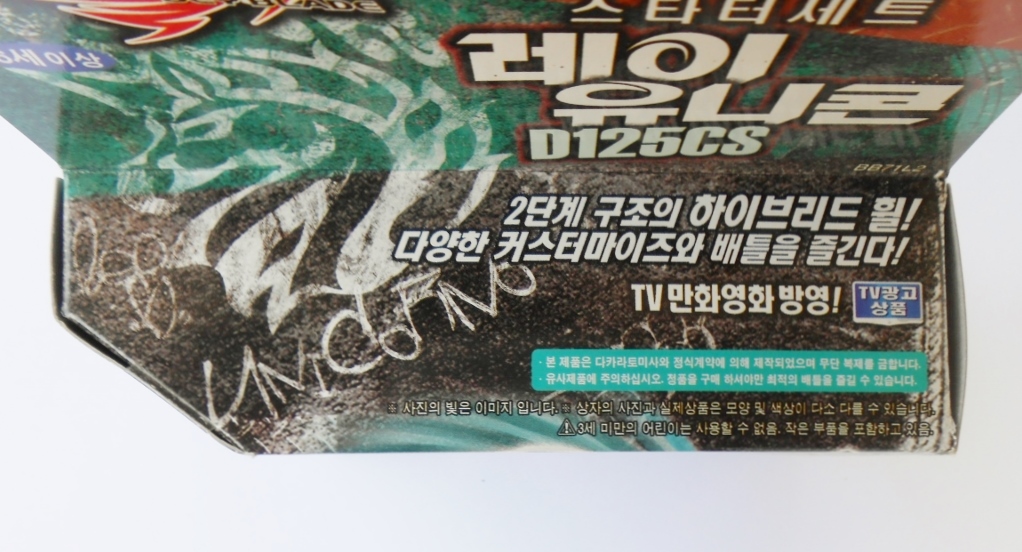 BEYBLADE
스타터세트
세이상
레이
유니콘
D125CS
BB71L2
2단계 구조의 하이브리드 휠!
다양한 커스터마이즈와 배틀을 즐긴다!
UNICORNO
TV 만화영화 방영!
TV광고
상품
· 본 제품은 다카라토미사와 정식계약에 의해 제작되었으며 무단 복제를 금합니다.
· 유사제품에 주의하십시오. 정품을 구매 하셔야만 최적의 배틀을 즐길 수 있습니다.
※ 사진의 빛은 이미지 입니다. ※ 상자의 사진과 실제상품은 모양 및 색상이 다소 다를 수 있습니다.
⚠ 3세 미만의 어린이는 사용할 수 없음. 작은 부품을 포함하고 있음.